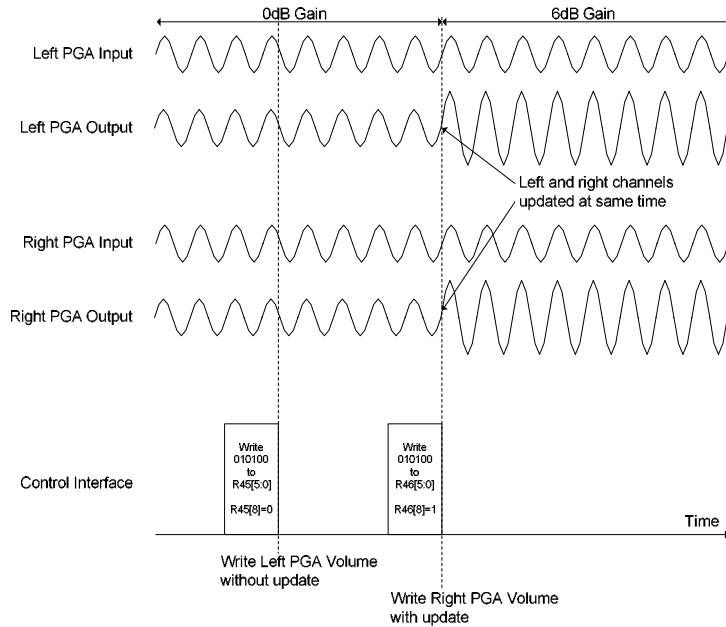 0dB Gain
6dB Gain
Left PGA Input
Left PGA Output
Left and right channels
updated at same time
Right PGA Input
Right PGA Output
Control Interface
Write
010100
to
R45[5:0]
R45[8]=0
Write
010100
to
R46[5:0]
R46[8]=1
Time
Write Left PGA Volume
without update
Write Right PGA Volume
with update